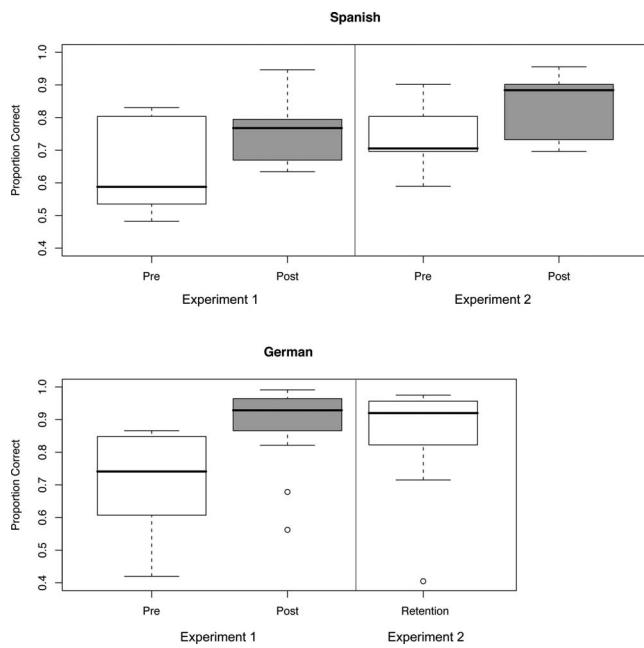 Spanish
Proportion Correct
0.4 0.5 0.6 0.7 0.8 0.9 1.0
Pre Post Pre Post
Experiment 1 Experiment 2
German
Proportion Correct
0.4 0.5 0.6 0.7 0.8 0.9 1.0
Pre Post Retention
Experiment 1 Experiment 2